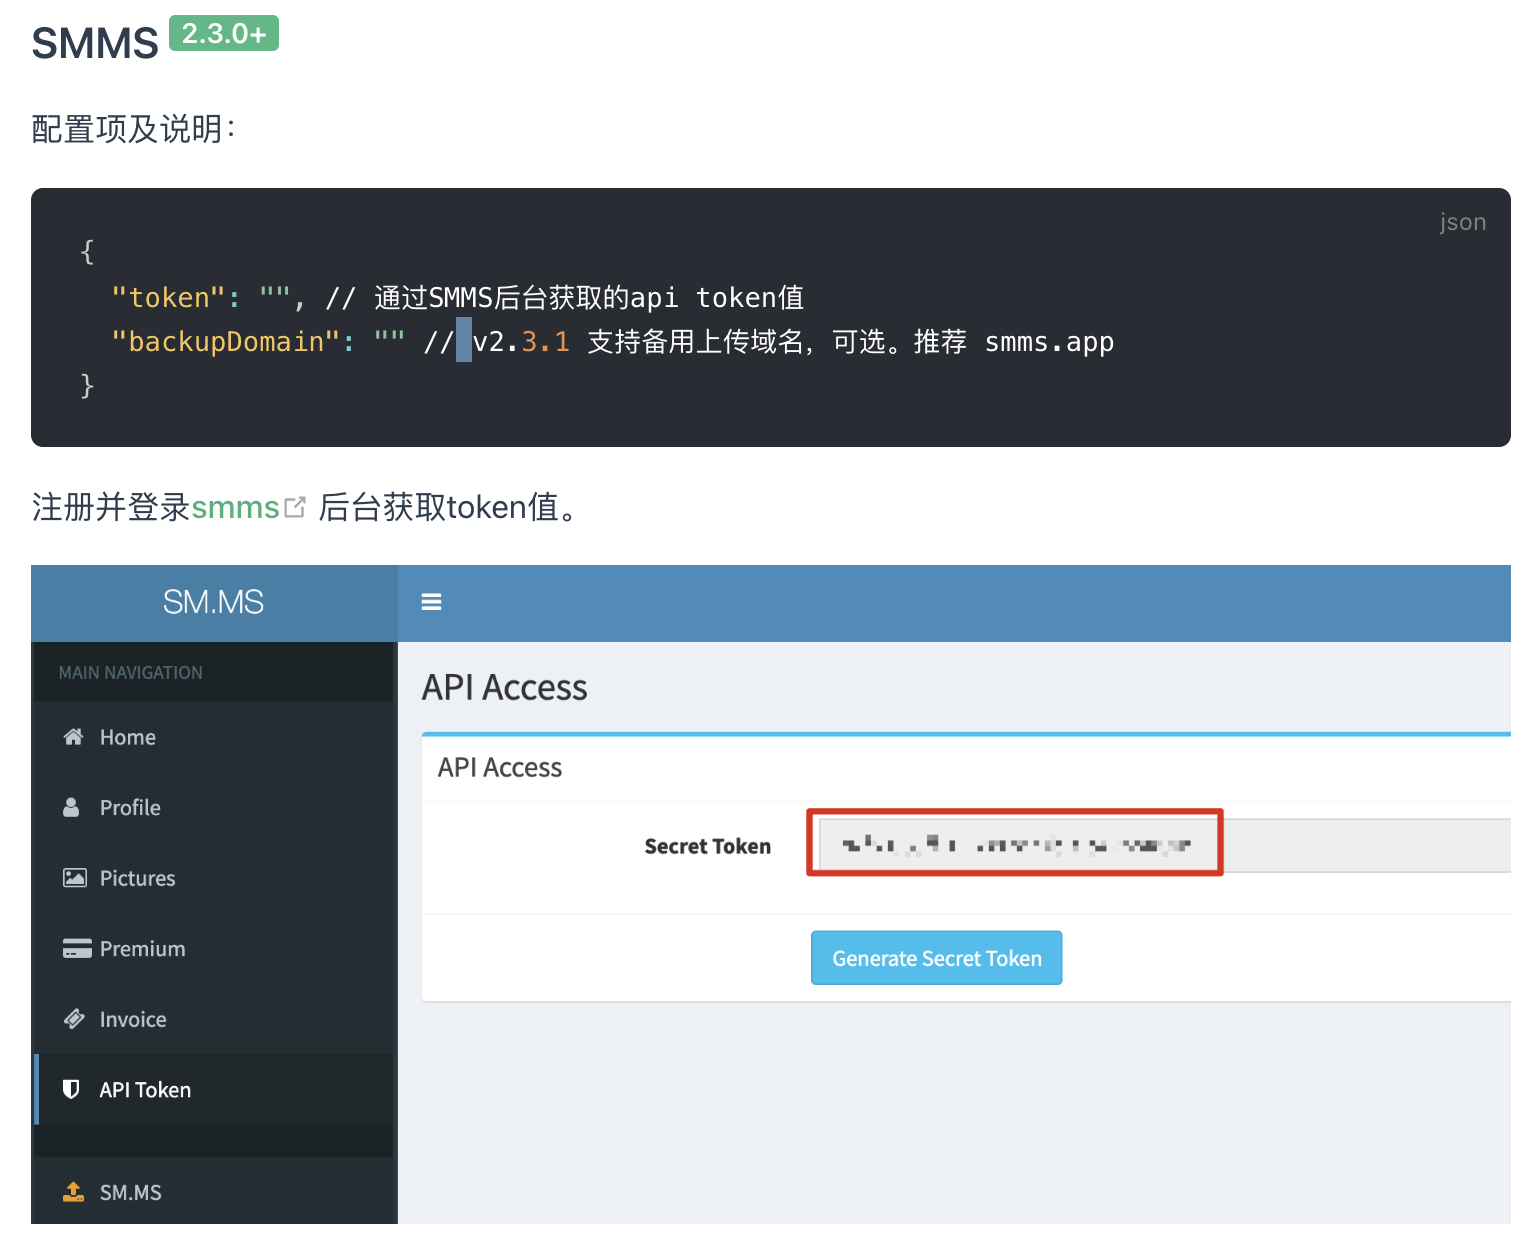 SMMS 2.3.0+
配置项及说明：
json
{
"token": "", // 通过SMMS后台获取的api token值
"backupDomain": "" // v2.3.1 支持备用上传域名，可选。推荐 smms.app
}
注册并登录smms 后台获取token值。
SM.MS
MAIN NAVIGATION
Home
Profile
Pictures
Premium
Invoice
API Token
SM.MS
API Access
API Access
Secret Token
Generate Secret Token